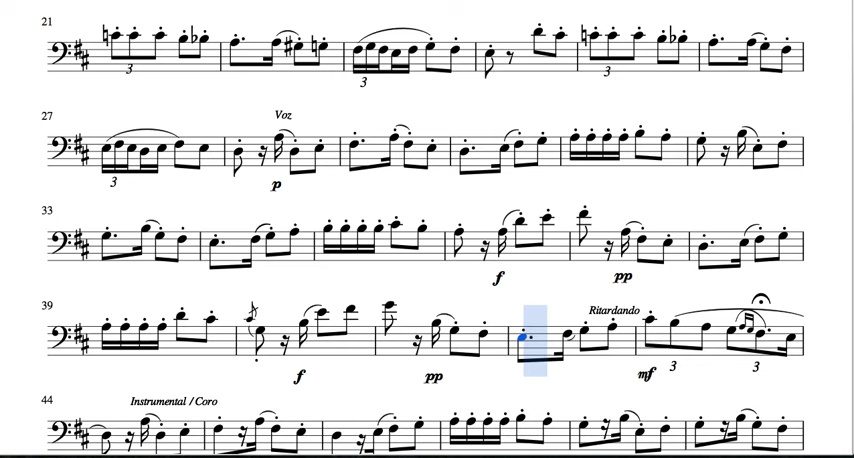 21
3
3
3
27
Voz
3
p
33
f
pp
39
Ritardando
3
3
f
pp
mf
44
Instrumental / Coro